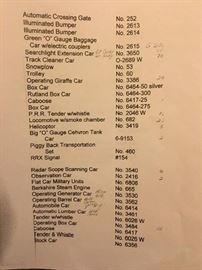 Automatic Crossing Gate No. 252
Illuminated Bumper No. 2613
Illuminated Bumper No. 2614
Green "O" Gauge Baggage
Car w/electric couplers No. 2615
Searchlight Extension Car No. 3650
Track Cleaner Car O-2689 W
Snowplow No. 53
Trolley No. 60
Operating Giraffe Car No. 3386
Box Car No. 6464-50 silver
Rutland Box Car No. 6464-300
Caboose No. 6417-25
Box Car No. 6464-275
P.R.R. Tender w/whistle No. 2046 W
Locomotive w/smoke chamber No. 682
Helicopter No. 3419
Big "O" Gauge Cehvron Tank
Car 6-9153
Piggy Back Transportation
Set No. 460
RRX Signal #154
Radar Scope Scanning Car No. 3540
Observation Car No. 2416
Flat Car Military Units No. 6808
Berkshire Steam Engine No. 665
Operating Generator Car No. 3530
Operating Barrel Car No. 3562
Automobile Car No. 6414
Automatic Lumber Car No. 3461
Tender w/whistle No. 6026 W
Operating Box Car No. 3484
Caboose No. 6417
Tender & Whistle No. 6026 W
Stock Car No. 6356